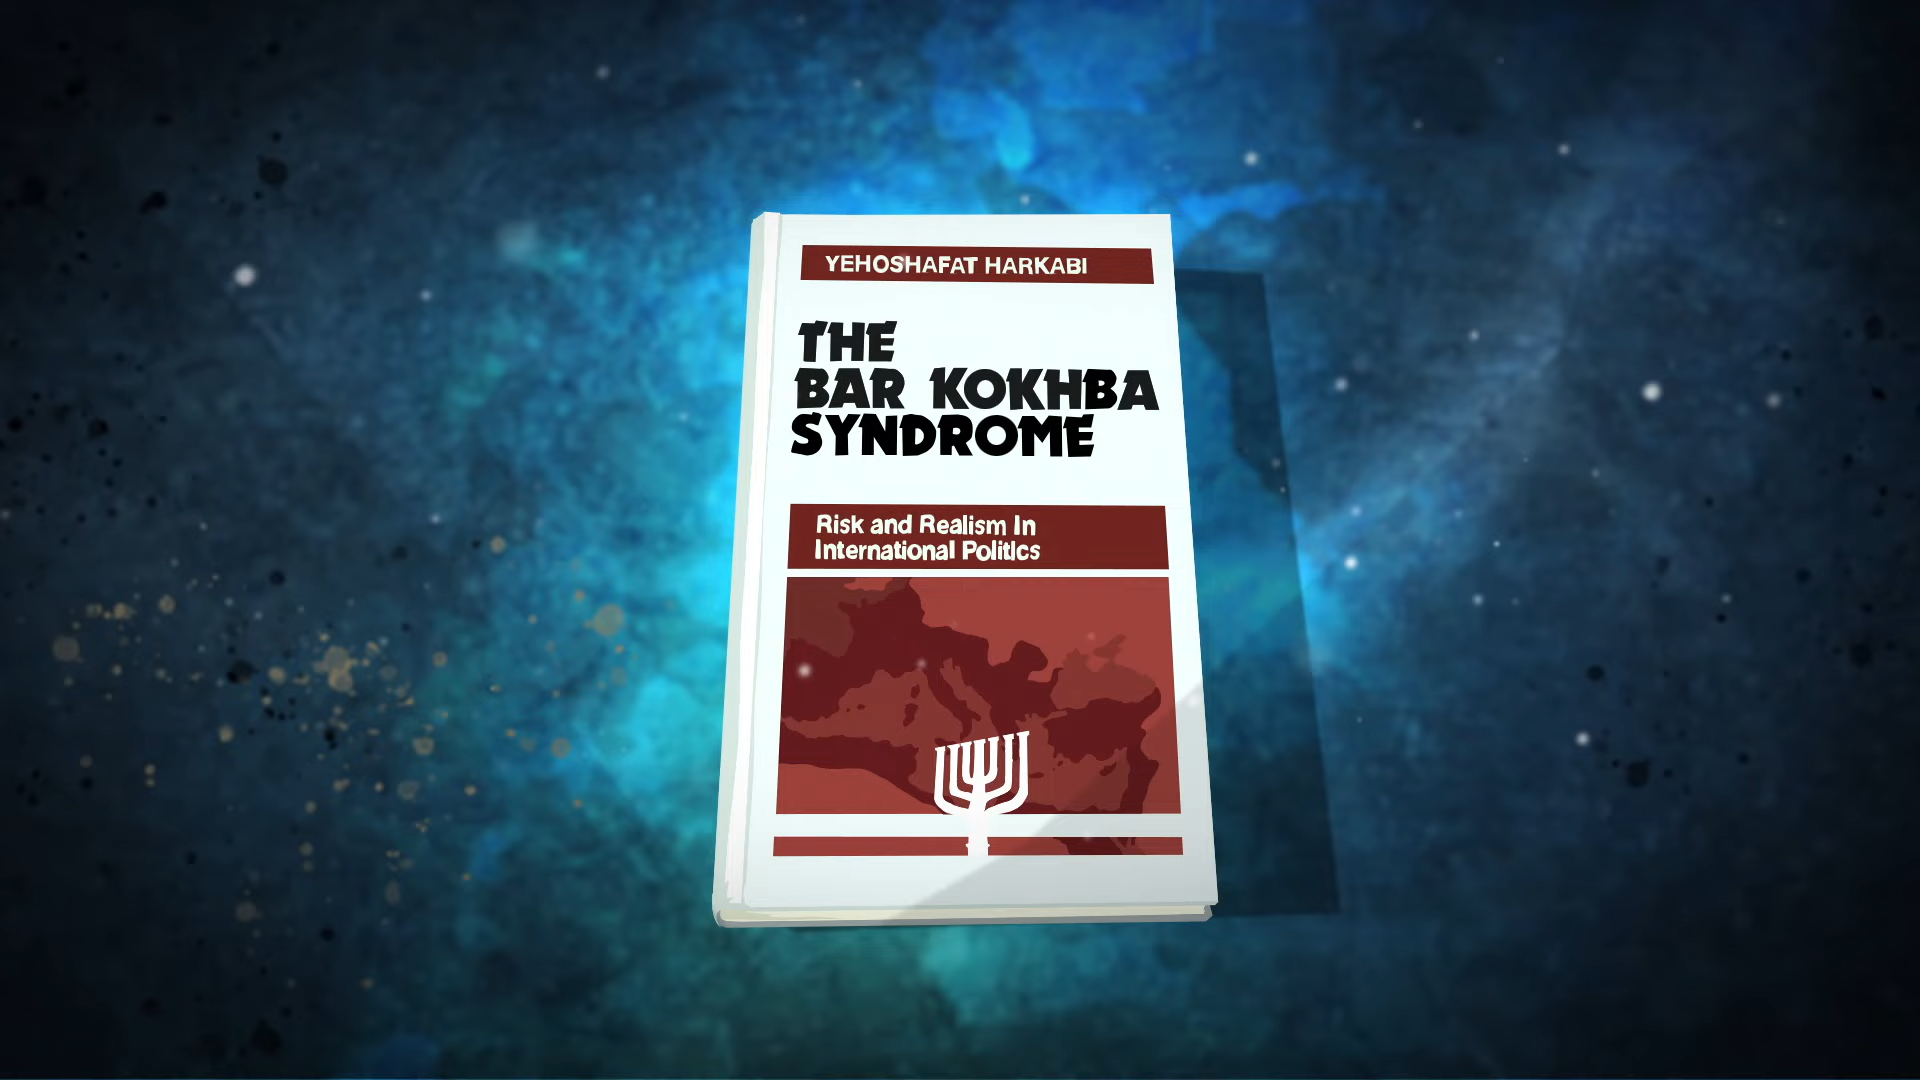 YEHOSHAFAT HARKABI
THE
BAR KOKHBA
SYNDROME
Risk and Realism In
International Politics